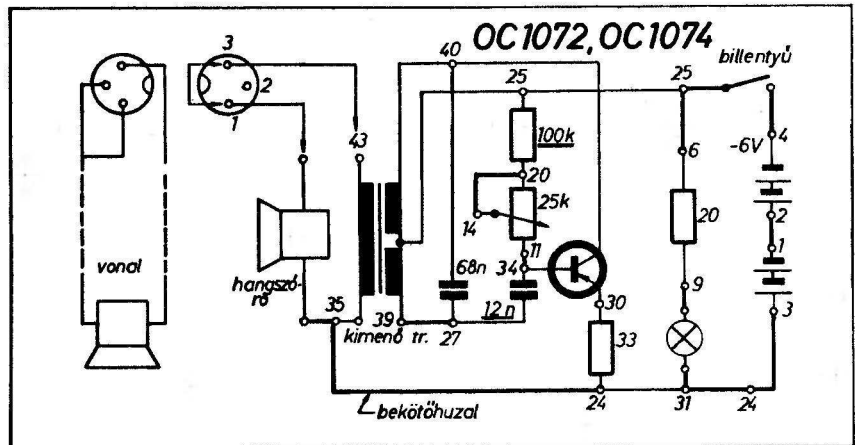 OC1072, OC1074
billentyű
3
2
1
43
40
25
25
100k
20
14
25k
11
34
68n
12n
30
33
24
6
20
9
31
24
4
-6V
2
1
3
vonal
hangszó-
ró
35
39
27
kimenő tr.
bekötőhuzal